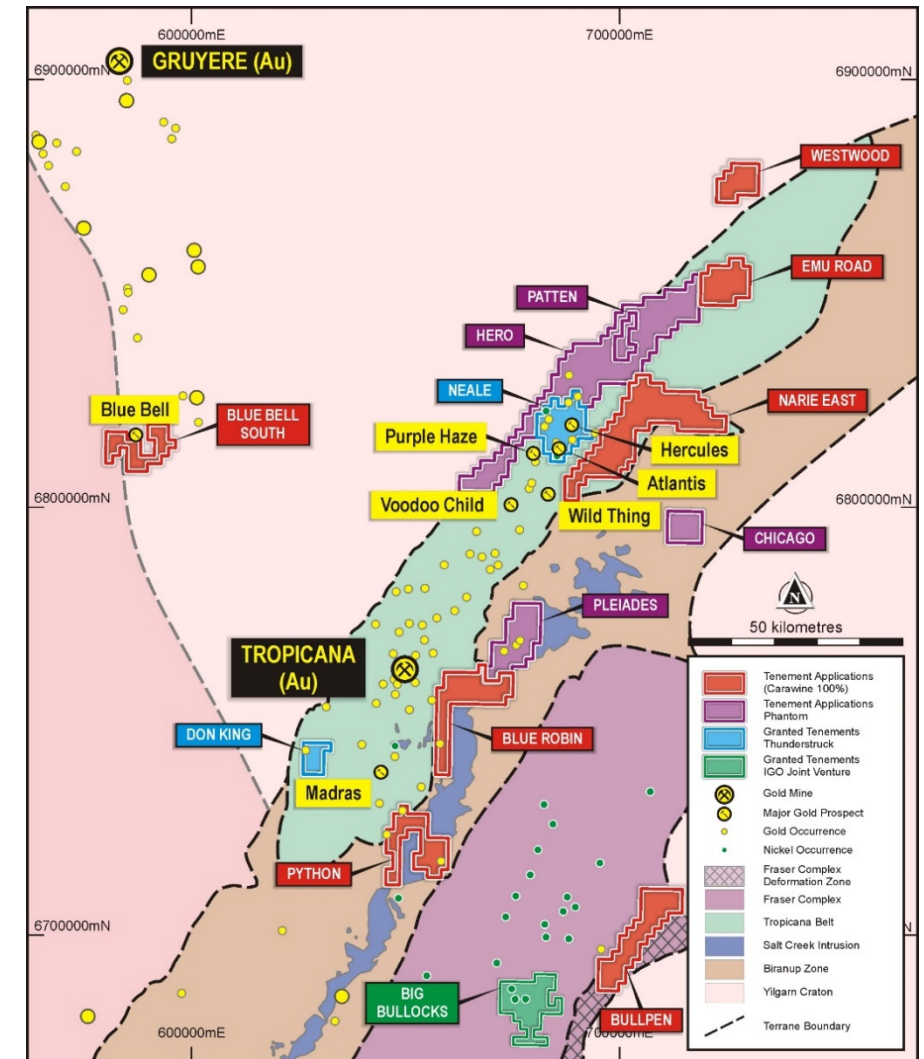 600000mE
700000mE
GRUYERE (Au)
6900000mN
6900000mN
WESTWOOD
EMU ROAD
PATTEN
HERO
NEALE
NARIE EAST
Blue Bell
BLUE BELL
SOUTH
Purple Haze
Hercules
Atlantis
6800000mN
6800000mN
Voodoo Child
Wild Thing
CHICAGO
N
50 kilometres
PLEIADES
TROPICANA
(Au)
DON KING
BLUE ROBIN
Madras
PYTHON
6700000mN
BIG
BULLOCKS
BULLPEN
600000mE
700000mE
Tenement Applications
(Carawine 100%)
Tenement Applications
Phantom
Granted Tenements
Thunderstruck
Granted Tenements
IGO Joint Venture
Gold Mine
Major Gold Prospect
Gold Occurrence
Nickel Occurrence
Fraser Complex
Deformation Zone
Fraser Complex
Tropicana Belt
Salt Creek Intrusion
Biranup Zone
Yilgarn Craton
Terrane Boundary